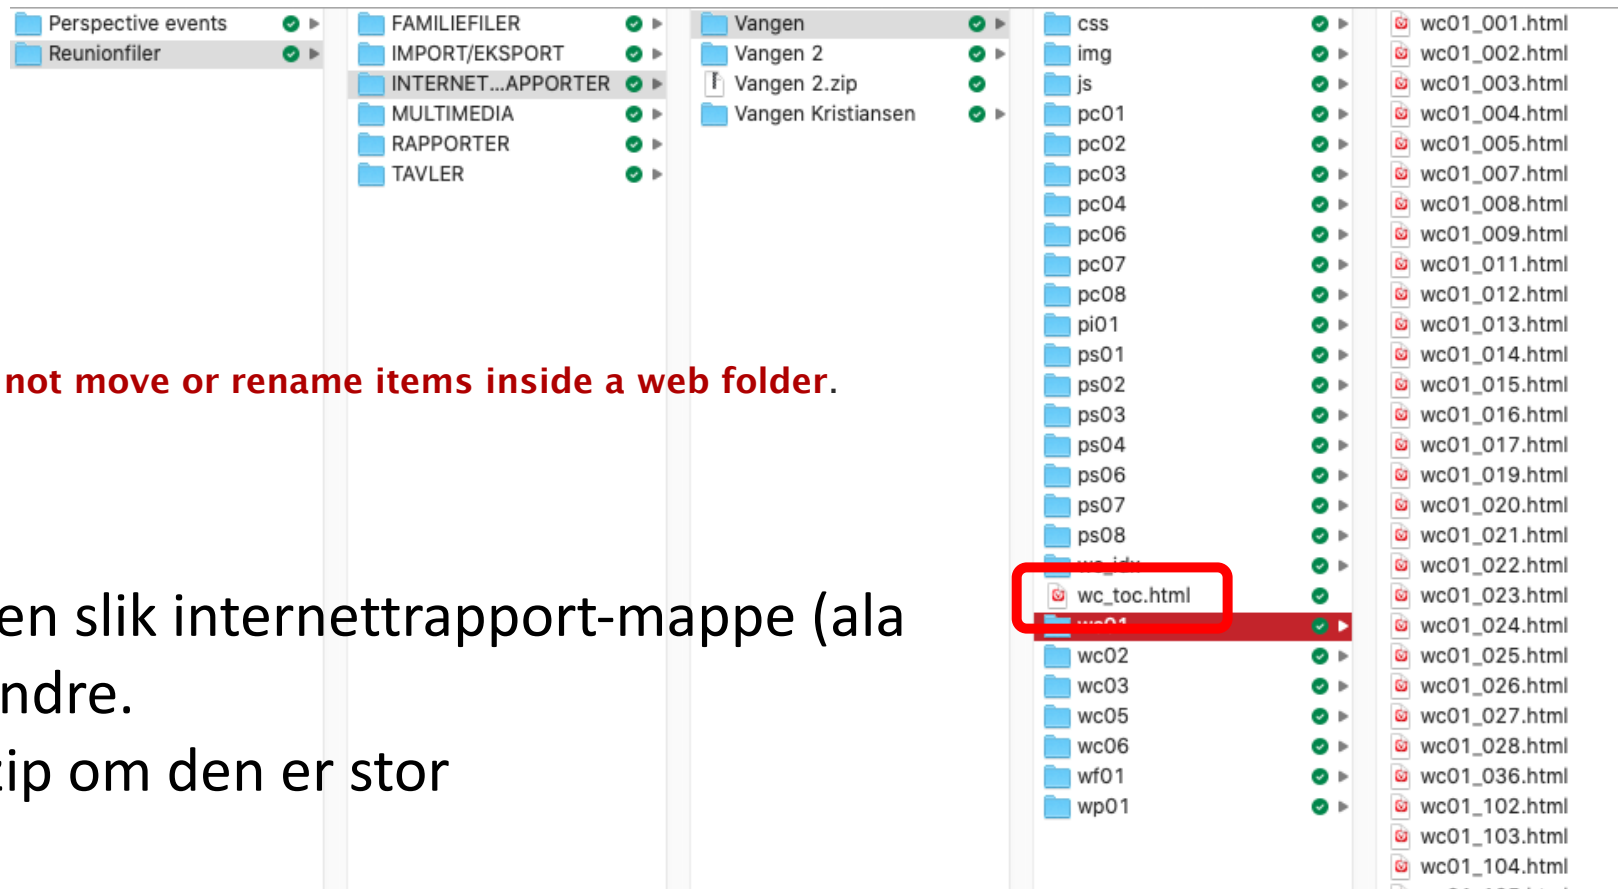 Perspective events
Reunionfiler
FAMILIEFILER
IMPORT/EKSPORT
INTERNET...APPORTER
MULTIMEDIA
RAPPORTER
TAVLER
Vangen
Vangen 2
Vangen 2.zip
Vangen Kristiansen
css
img
js
pc01
pc02
pc03
pc04
pc06
pc07
pc08
pi01
ps01
ps02
ps03
ps04
ps06
ps07
ps08
wc_idx
wc_toc.html
wc01
wc02
wc03
wc05
wc06
wf01
wp01
wc01_001.html
wc01_002.html
wc01_003.html
wc01_004.html
wc01_005.html
wc01_007.html
wc01_008.html
wc01_009.html
wc01_011.html
wc01_012.html
wc01_013.html
wc01_014.html
wc01_015.html
wc01_016.html
wc01_017.html
wc01_019.html
wc01_020.html
wc01_021.html
wc01_022.html
wc01_023.html
wc01_024.html
wc01_025.html
wc01_026.html
wc01_027.html
wc01_028.html
wc01_036.html
wc01_102.html
wc01_103.html
wc01_104.html
not move or rename items inside a web folder.
en slik internettrapport-mappe (ala
ndre.
zip om den er stor